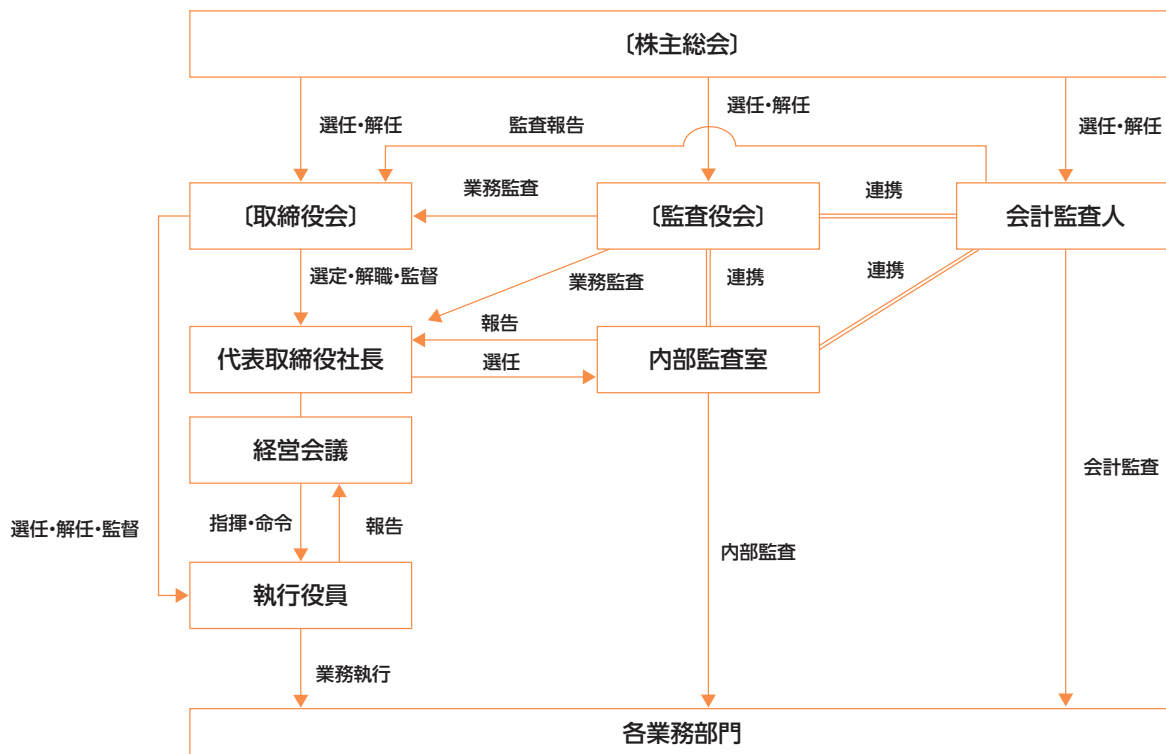 〔株主総会〕
選任・解任
監査報告
選任・解任
選任・解任
〔取締役会〕
業務監査
〔監査役会〕
連携
会計監査人
選定・解職・監督
業務監査
連携
連携
代表取締役社長
報告
選任
内部監査室
経営会議
選任・解任・監督
指揮・命令
報告
内部監査
会計監査
執行役員
業務執行
各業務部門